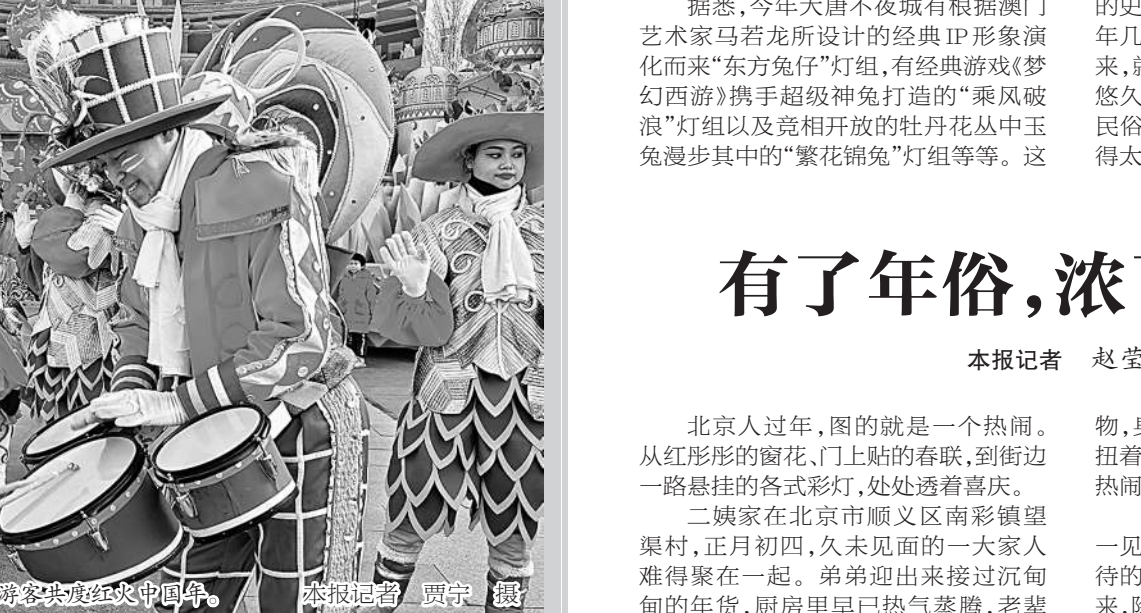 据悉，今年大唐不夜城有根据澳门
艺术家马若龙所设计的经典IP形象演
化而来“东方兔仔”灯组，有经典游戏《梦
幻西游》携手超级神兔打造的“乘风破
浪”灯组以及竞相开放的牡丹花丛中玉
兔漫步其中的“繁花锦兔”灯组等等。这
的史
年几
来，就
悠久
民俗
得太
有了年俗，浓
本报记者 赵莹
北京人过年，图的就是一个热闹。
从红彤彤的窗花、门上贴的春联，到街边
一路悬挂的各式彩灯，处处透着喜庆。
二姨家在北京市顺义区南彩镇望
渠村，正月初四，久未见面的一大家人
难得聚在一起。弟弟迎出来接过沉甸
甸的年货，厨房里早已热气蒸腾，老辈
物，
扭着
热闹
一见
待的
来，
游客共度红火中国年。 本报记者 贾宁 摄